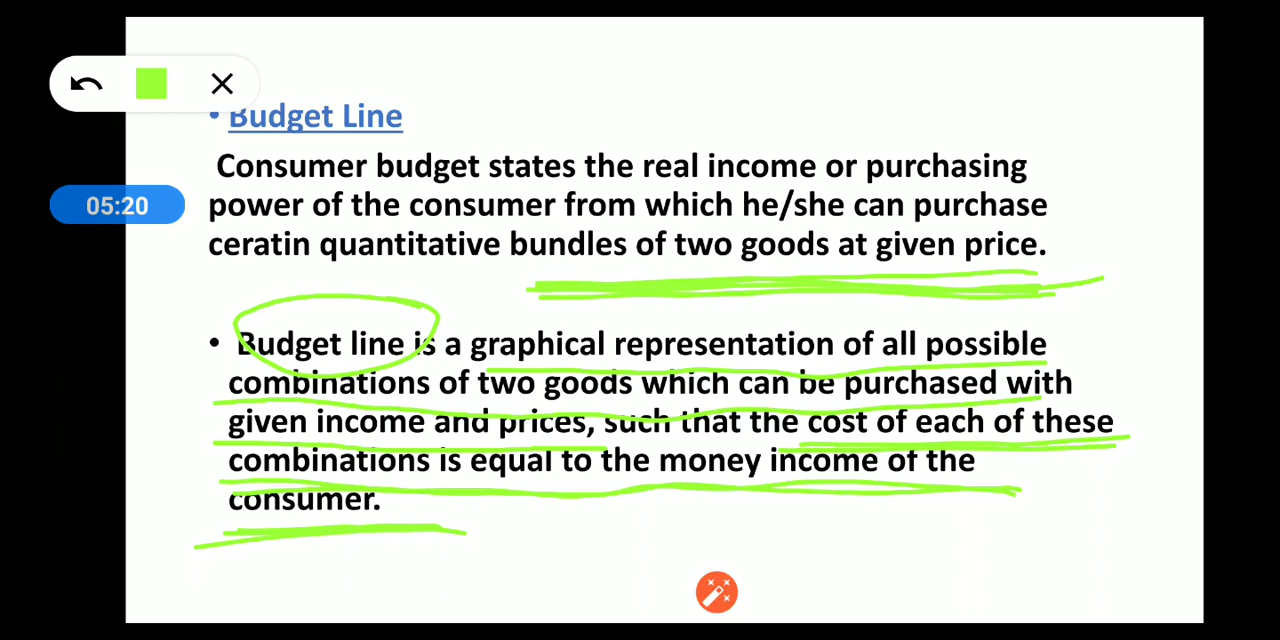 • Budget Line
Consumer budget states the real income or purchasing
05:20
power of the consumer from which he/she can purchase
ceratin quantitative bundles of two goods at given price.
• Budget line is a graphical representation of all possible
combinations of two goods which can be purchased with
given income and prices, such that the cost of each of these
combinations is equal to the money income of the
consumer.